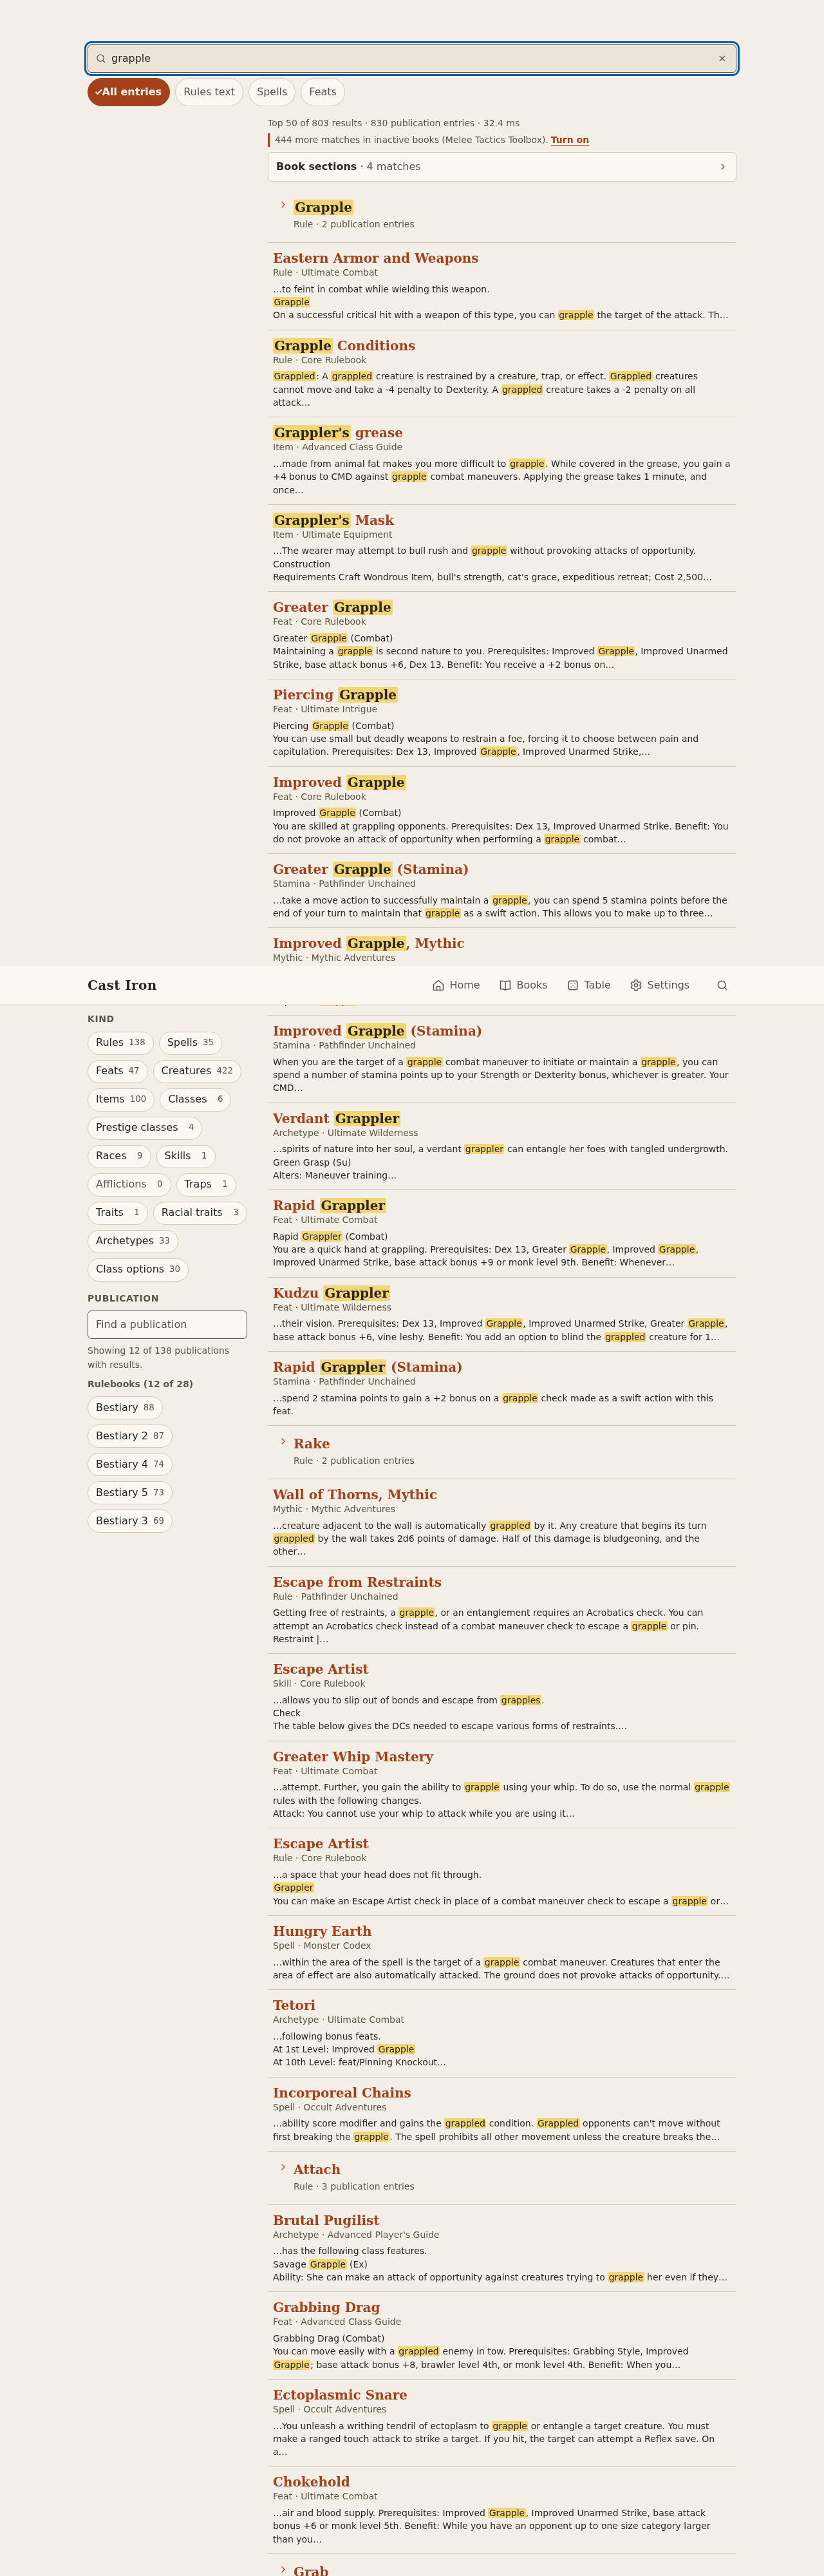 grapple
All entries
Rules text
Spells
Feats
Top 50 of 803 results · 830 publication entries · 32.4 ms
444 more matches in inactive books (Melee Tactics Toolbox). Turn on
Book sections · 4 matches
Grapple
Rule · 2 publication entries
Eastern Armor and Weapons
Rule · Ultimate Combat
…to feint in combat while wielding this weapon.
Grapple
On a successful critical hit with a weapon of this type, you can grapple the target of the attack. Th…
Grapple Conditions
Rule · Core Rulebook
Grappled: A grappled creature is restrained by a creature, trap, or effect. Grappled creatures
cannot move and take a -4 penalty to Dexterity. A grappled creature takes a -2 penalty on all
attack…
Grappler's grease
Item · Advanced Class Guide
…made from animal fat makes you more difficult to grapple. While covered in the grease, you gain a
+4 bonus to CMD against grapple combat maneuvers. Applying the grease takes 1 minute, and
once…
Grappler's Mask
Item · Ultimate Equipment
…The wearer may attempt to bull rush and grapple without provoking attacks of opportunity.
Construction
Requirements Craft Wondrous Item, bull's strength, cat's grace, expeditious retreat; Cost 2,500…
Greater Grapple
Feat · Core Rulebook
Greater Grapple (Combat)
Maintaining a grapple is second nature to you. Prerequisites: Improved Grapple, Improved Unarmed
Strike, base attack bonus +6, Dex 13. Benefit: You receive a +2 bonus on…
Piercing Grapple
Feat · Ultimate Intrigue
Piercing Grapple (Combat)
You can use small but deadly weapons to restrain a foe, forcing it to choose between pain and
capitulation. Prerequisites: Dex 13, Improved Grapple, Improved Unarmed Strike,…
Improved Grapple
Feat · Core Rulebook
Improved Grapple (Combat)
You are skilled at grappling opponents. Prerequisites: Dex 13, Improved Unarmed Strike. Benefit: You
do not provoke an attack of opportunity when performing a grapple combat…
Greater Grapple (Stamina)
Stamina · Pathfinder Unchained
…take a move action to successfully maintain a grapple, you can spend 5 stamina points before the
end of your turn to maintain that grapple as a swift action. This allows you to make up to three…
Improved Grapple, Mythic
Mythic · Mythic Adventures
Cast Iron
Home
Books
Table
Settings
KIND
Rules 138
Spells 35
Feats 47
Creatures 422
Items 100
Classes 6
Prestige classes 4
Races 9
Skills 1
Afflictions 0
Traps 1
Traits 1
Racial traits 3
Archetypes 33
Class options 30
PUBLICATION
Find a publication
Showing 12 of 138 publications
with results.
Rulebooks (12 of 28)
Bestiary 88
Bestiary 2 87
Bestiary 4 74
Bestiary 5 73
Bestiary 3 69
Improved Grapple (Stamina)
Stamina · Pathfinder Unchained
When you are the target of a grapple combat maneuver to initiate or maintain a grapple, you can
spend a number of stamina points up to your Strength or Dexterity bonus, whichever is greater. Your
CMD…
Verdant Grappler
Archetype · Ultimate Wilderness
…spirits of nature into her soul, a verdant grappler can entangle her foes with tangled undergrowth.
Green Grasp (Su)
Alters: Maneuver training…
Rapid Grappler
Feat · Ultimate Combat
Rapid Grappler (Combat)
You are a quick hand at grappling. Prerequisites: Dex 13, Greater Grapple, Improved Grapple,
Improved Unarmed Strike, base attack bonus +9 or monk level 9th. Benefit: Whenever…
Kudzu Grappler
Feat · Ultimate Wilderness
…their vision. Prerequisites: Dex 13, Improved Grapple, Improved Unarmed Strike, Greater Grapple,
base attack bonus +6, vine leshy. Benefit: You add an option to blind the grappled creature for 1…
Rapid Grappler (Stamina)
Stamina · Pathfinder Unchained
…spend 2 stamina points to gain a +2 bonus on a grapple check made as a swift action with this
feat.
Rake
Rule · 2 publication entries
Wall of Thorns, Mythic
Mythic · Mythic Adventures
…creature adjacent to the wall is automatically grappled by it. Any creature that begins its turn
grappled by the wall takes 2d6 points of damage. Half of this damage is bludgeoning, and the
other…
Escape from Restraints
Rule · Pathfinder Unchained
Getting free of restraints, a grapple, or an entanglement requires an Acrobatics check. You can
attempt an Acrobatics check instead of a combat maneuver check to escape a grapple or pin.
Restraint |…
Escape Artist
Skill · Core Rulebook
…allows you to slip out of bonds and escape from grapples.
Check
The table below gives the DCs needed to escape various forms of restraints.…
Greater Whip Mastery
Feat · Ultimate Combat
…attempt. Further, you gain the ability to grapple using your whip. To do so, use the normal grapple
rules with the following changes.
Attack: You cannot use your whip to attack while you are using it…
Escape Artist
Rule · Core Rulebook
…a space that your head does not fit through.
Grappler
You can make an Escape Artist check in place of a combat maneuver check to escape a grapple or…
Hungry Earth
Spell · Monster Codex
…within the area of the spell is the target of a grapple combat maneuver. Creatures that enter the
area of effect are also automatically attacked. The ground does not provoke attacks of opportunity.…
Tetori
Archetype · Ultimate Combat
…following bonus feats.
At 1st Level: Improved Grapple
At 10th Level: feat/Pinning Knockout…
Incorporeal Chains
Spell · Occult Adventures
…ability score modifier and gains the grappled condition. Grappled opponents can't move without
first breaking the grapple. The spell prohibits all other movement unless the creature breaks the…
Attach
Rule · 3 publication entries
Brutal Pugilist
Archetype · Advanced Player's Guide
…has the following class features.
Savage Grapple (Ex)
Ability: She can make an attack of opportunity against creatures trying to grapple her even if they…
Grabbing Drag
Feat · Advanced Class Guide
Grabbing Drag (Combat)
You can move easily with a grappled enemy in tow. Prerequisites: Grabbing Style, Improved
Grapple; base attack bonus +8, brawler level 4th, or monk level 4th. Benefit: When you…
Ectoplasmic Snare
Spell · Occult Adventures
…You unleash a writhing tendril of ectoplasm to grapple or entangle a target creature. You must
make a ranged touch attack to strike a target. If you hit, the target can attempt a Reflex save. On
a…
Chokehold
Feat · Ultimate Combat
…air and blood supply. Prerequisites: Improved Grapple, Improved Unarmed Strike, base attack
bonus +6 or monk level 5th. Benefit: While you have an opponent up to one size category larger
than you…
Grab